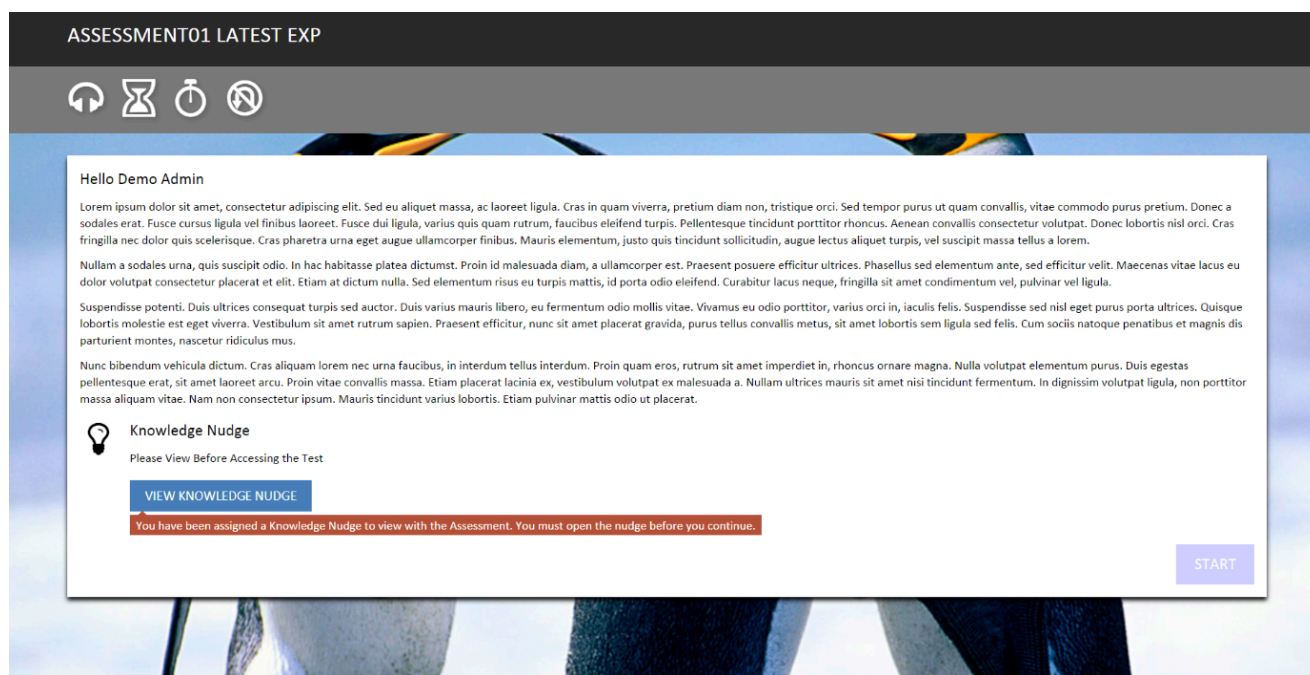 ASSESSMENT01 LATEST EXP
Hello Demo Admin
Lorem ipsum dolor sit amet, consectetur adipiscing elit. Sed eu aliquet massa, ac laoreet ligula. Cras in quam viverra, pretium diam non, tristique orci. Sed tempor purus ut quam convallis, vitae commodo purus pretium. Donec a
sodales erat. Fusce cursus ligula vel finibus laoreet. Fusce dui ligula, varius quis quam rutrum, faucibus eleifend turpis. Pellentesque tincidunt porttitor rhoncus. Aenean convallis consectetur volutpat. Donec lobortis nisl orci. Cras
fringilla nec dolor quis scelerisque. Cras pharetra urna eget augue ullamcorper finibus. Mauris elementum, justo quis tincidunt sollicitudin, augue lectus aliquet turpis, vel suscipit massa tellus a lorem.
Nullam a sodales urna, quis suscipit odio. In hac habitasse platea dictumst. Proin id malesuada diam, a ullamcorper est. Praesent posuere efficitur ultrices. Phasellus sed elementum ante, sed efficitur velit. Maecenas vitae lacus eu
dolor volutpat consectetur placerat et elit. Etiam at dictum nulla. Sed elementum risus eu turpis mattis, id porta odio eleifend. Curabitur lacus neque, fringilla sit amet condimentum vel, pulvinar vel ligula.
Suspendisse potenti. Duis ultrices consequat turpis sed auctor. Duis varius mauris libero, eu fermentum odio mollis vitae. Vivamus eu odio porttitor, varius orci in, iaculis felis. Suspendisse sed nisl eget purus porta ultrices. Quisque
lobortis molestie est eget viverra. Vestibulum sit amet rutrum sapien. Praesent efficitur, nunc sit amet placerat gravida, purus tellus convallis metus, sit amet lobortis sem ligula sed felis. Cum sociis natoque penatibus et magnis dis
parturient montes, nascetur ridiculus mus.
Nunc bibendum vehicula dictum. Cras aliquam lorem nec urna faucibus, in interdum tellus interdum. Proin quam eros, rutrum sit amet imperdiet in, rhoncus ornare magna. Nulla volutpat elementum purus. Duis egestas
pellentesque erat, sit amet laoreet arcu. Proin vitae convallis massa. Etiam placerat lacinia ex, vestibulum volutpat ex malesuada a. Nullam ultrices mauris sit amet nisi tincidunt fermentum. In dignissim volutpat ligula, non porttitor
massa aliquam vitae. Nam non consectetur ipsum. Mauris tincidunt varius lobortis. Etiam pulvinar mattis odio ut placerat.
Knowledge Nudge
Please View Before Accessing the Test
VIEW KNOWLEDGE NUDGE
You have been assigned a Knowledge Nudge to view with the Assessment. You must open the nudge before you continue.
START